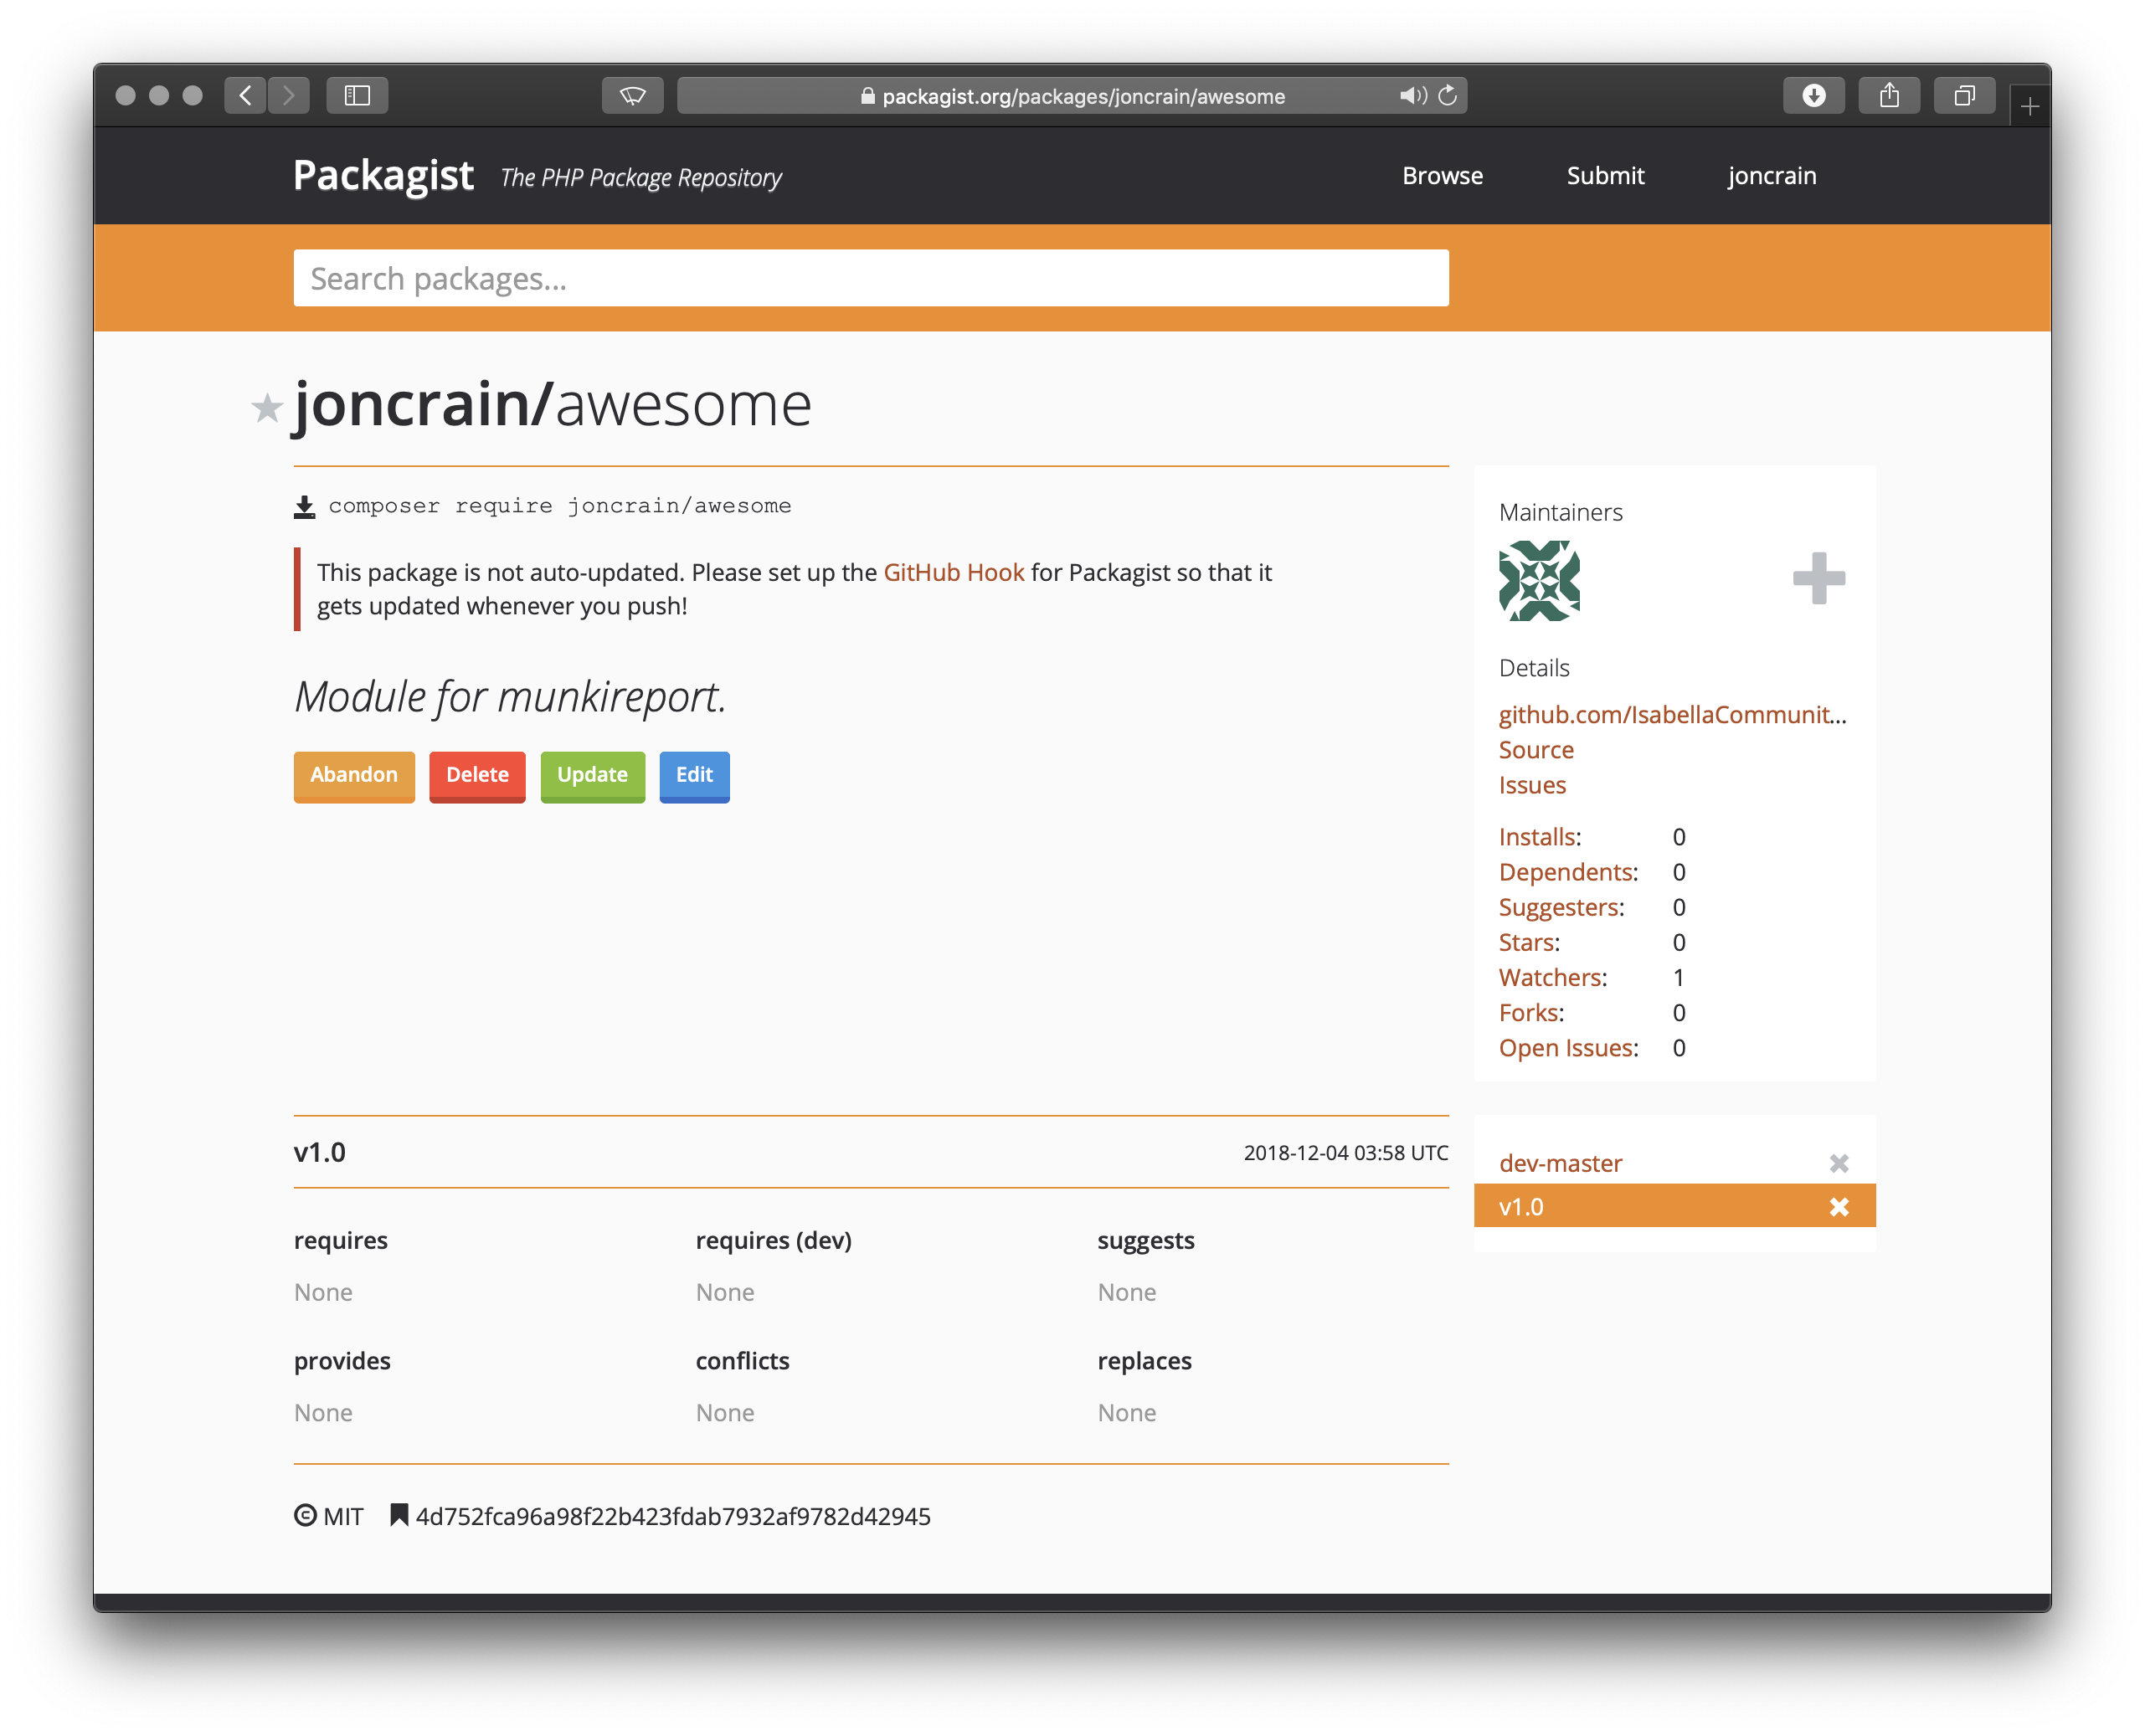 packagist.org/packages/joncrain/awesome
Packagist The PHP Package Repository
Browse Submit joncrain
Search packages...
joncrain/awesome
composer require joncrain/awesome
This package is not auto-updated. Please set up the GitHub Hook for Packagist so that it
gets updated whenever you push!
Module for munkireport.
Abandon Delete Update Edit
Maintainers
Details
github.com/IsabellaCommunit...
Source
Issues
Installs: 0
Dependents: 0
Suggesters: 0
Stars: 0
Watchers: 1
Forks: 0
Open Issues: 0
v1.0 2018-12-04 03:58 UTC
dev-master
v1.0
requires requires (dev) suggests
None None None
provides conflicts replaces
None None None
MIT 4d752fca96a98f22b423fdab7932af9782d42945